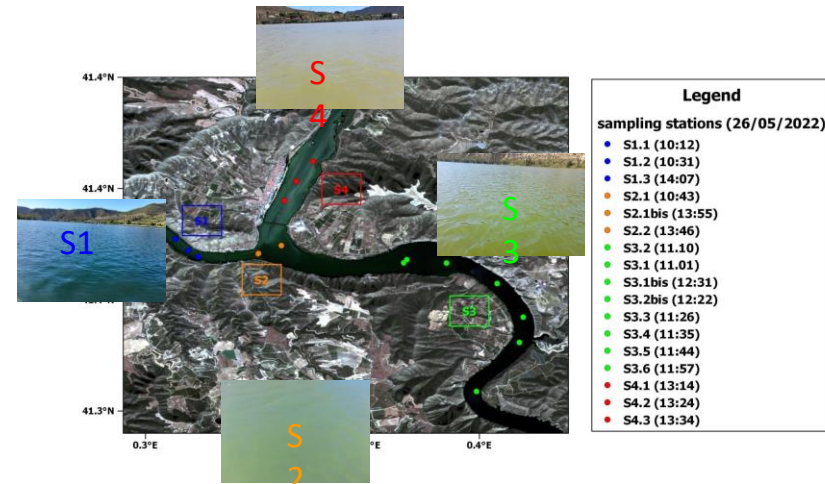 S
4
41.4°N
41.4°N
S4
S1
S1
S
3
S2
S3
41.3°N
S
2
0.3°E
0.4°E
Legend
sampling stations (26/05/2022)
S1.1 (10:12)
S1.2 (10:31)
S1.3 (14:07)
S2.1 (10:43)
S2.1bis (13:55)
S2.2 (13:46)
S3.2 (11.10)
S3.1 (11.01)
S3.1bis (12:31)
S3.2bis (12:22)
S3.3 (11:26)
S3.4 (11:35)
S3.5 (11:44)
S3.6 (11:57)
S4.1 (13:14)
S4.2 (13:24)
S4.3 (13:34)